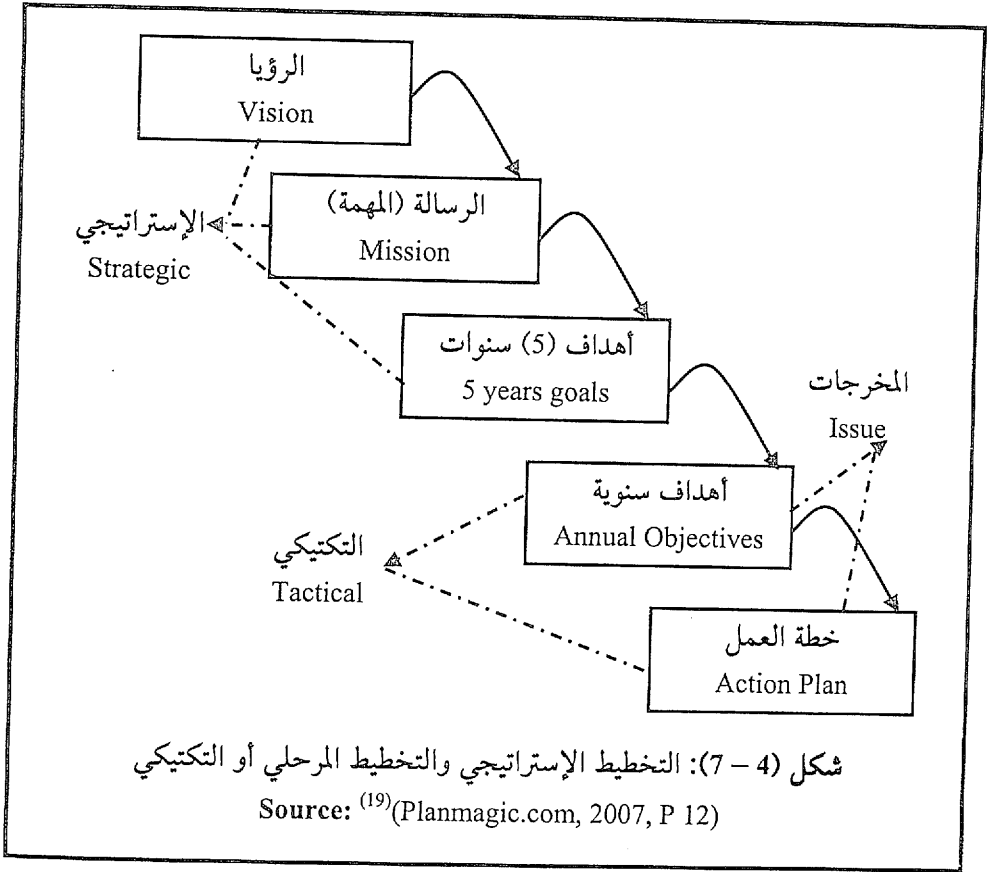 الرؤيا
Vision
الرسالة (المهمة)
Mission
الإستراتيجي
Strategic
أهداف (5) سنوات
5 years goals
المخرجات
Issue
أهداف سنوية
Annual Objectives
التكتيكي
Tactical
خطة العمل
Action Plan
شكل (4 – 7): التخطيط الإستراتيجي والتخطيط المرحلي أو التكتيكي
Source: (19)(Planmagic.com, 2007, P 12)